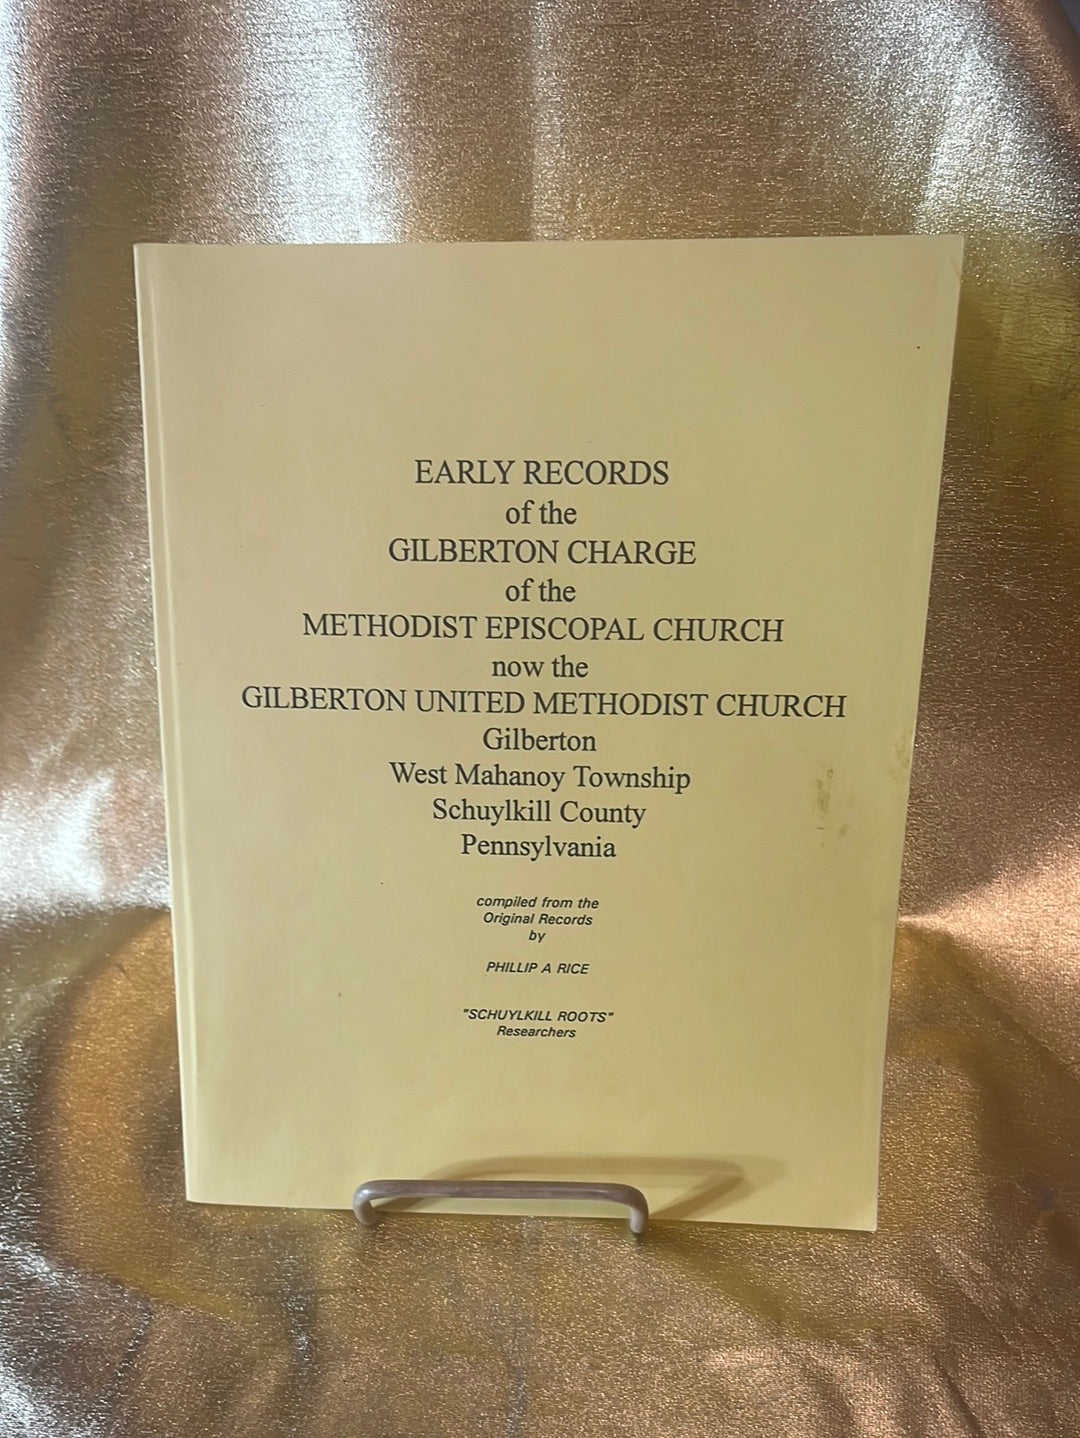 EARLY RECORDS
of the
GILBERTON CHARGE
of the
METHODIST EPISCOPAL CHURCH
now the
GILBERTON UNITED METHODIST CHURCH
Gilberton
West Mahanoy Township
Schuylkill County
Pennsylvania
compiled from the
Original Records
by
PHILLIP A RICE
"SCHUYLKILL ROOTS"
Researchers